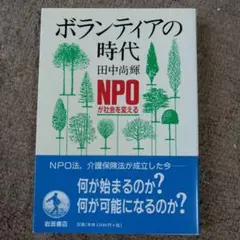 ボランティアの
時代
田中尚輝
NPO
が社会を変える
NPO法、介護保険法が成立した今──
何が始まるのか?
何が可能になるのか?
岩波書店